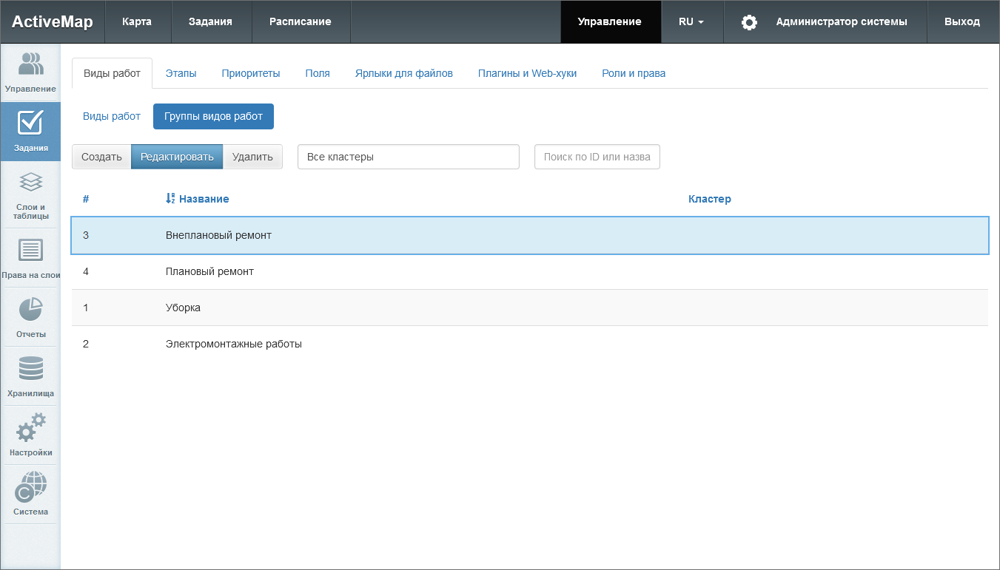 ActiveMap Карта Задания Расписание Управление RU Администратор системы Выход
Управление
Задания
Слои и
таблицы
Права на слои
Отчеты
Хранилища
Настройки
Система
Виды работ Этапы Приоритеты Поля Ярлыки для файлов Плагины и Web-хуки Роли и права
Виды работ Группы видов работ
Создать Редактировать Удалить Все кластеры Поиск по ID или назва
# Название Кластер
3 Внеплановый ремонт
4 Плановый ремонт
1 Уборка
2 Электромонтажные работы